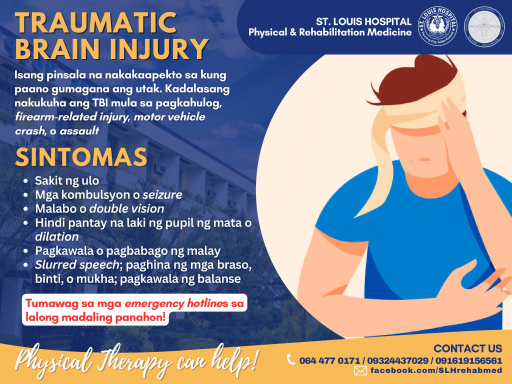 TRAUMATIC
BRAIN INJURY
ST. LOUIS HOSPITAL
Physical & Rehabilitation Medicine
Isang pinsala na nakakaapekto sa kung
paano gumagana ang utak. Kadalasang
nakukuha ang TBI mula sa pagkahulog,
firearm-related injury, motor vehicle
crash, o assault
SINTOMAS
• Sakit ng ulo
• Mga kombulsyon o seizure
• Malabo o double vision
• Hindi pantay na laki ng pupil ng mata o
dilation
• Pagkawala o pagbabago ng malay
• Slurred speech; paghina ng mga braso,
binti, o mukha; pagkawala ng balanse
Tumawag sa mga emergency hotlines sa
lalong madaling panahon!
Physical Therapy can help!
CONTACT US
064 477 0171 / 09324437029 / 091619156561
facebook.com/SLHrehabmed